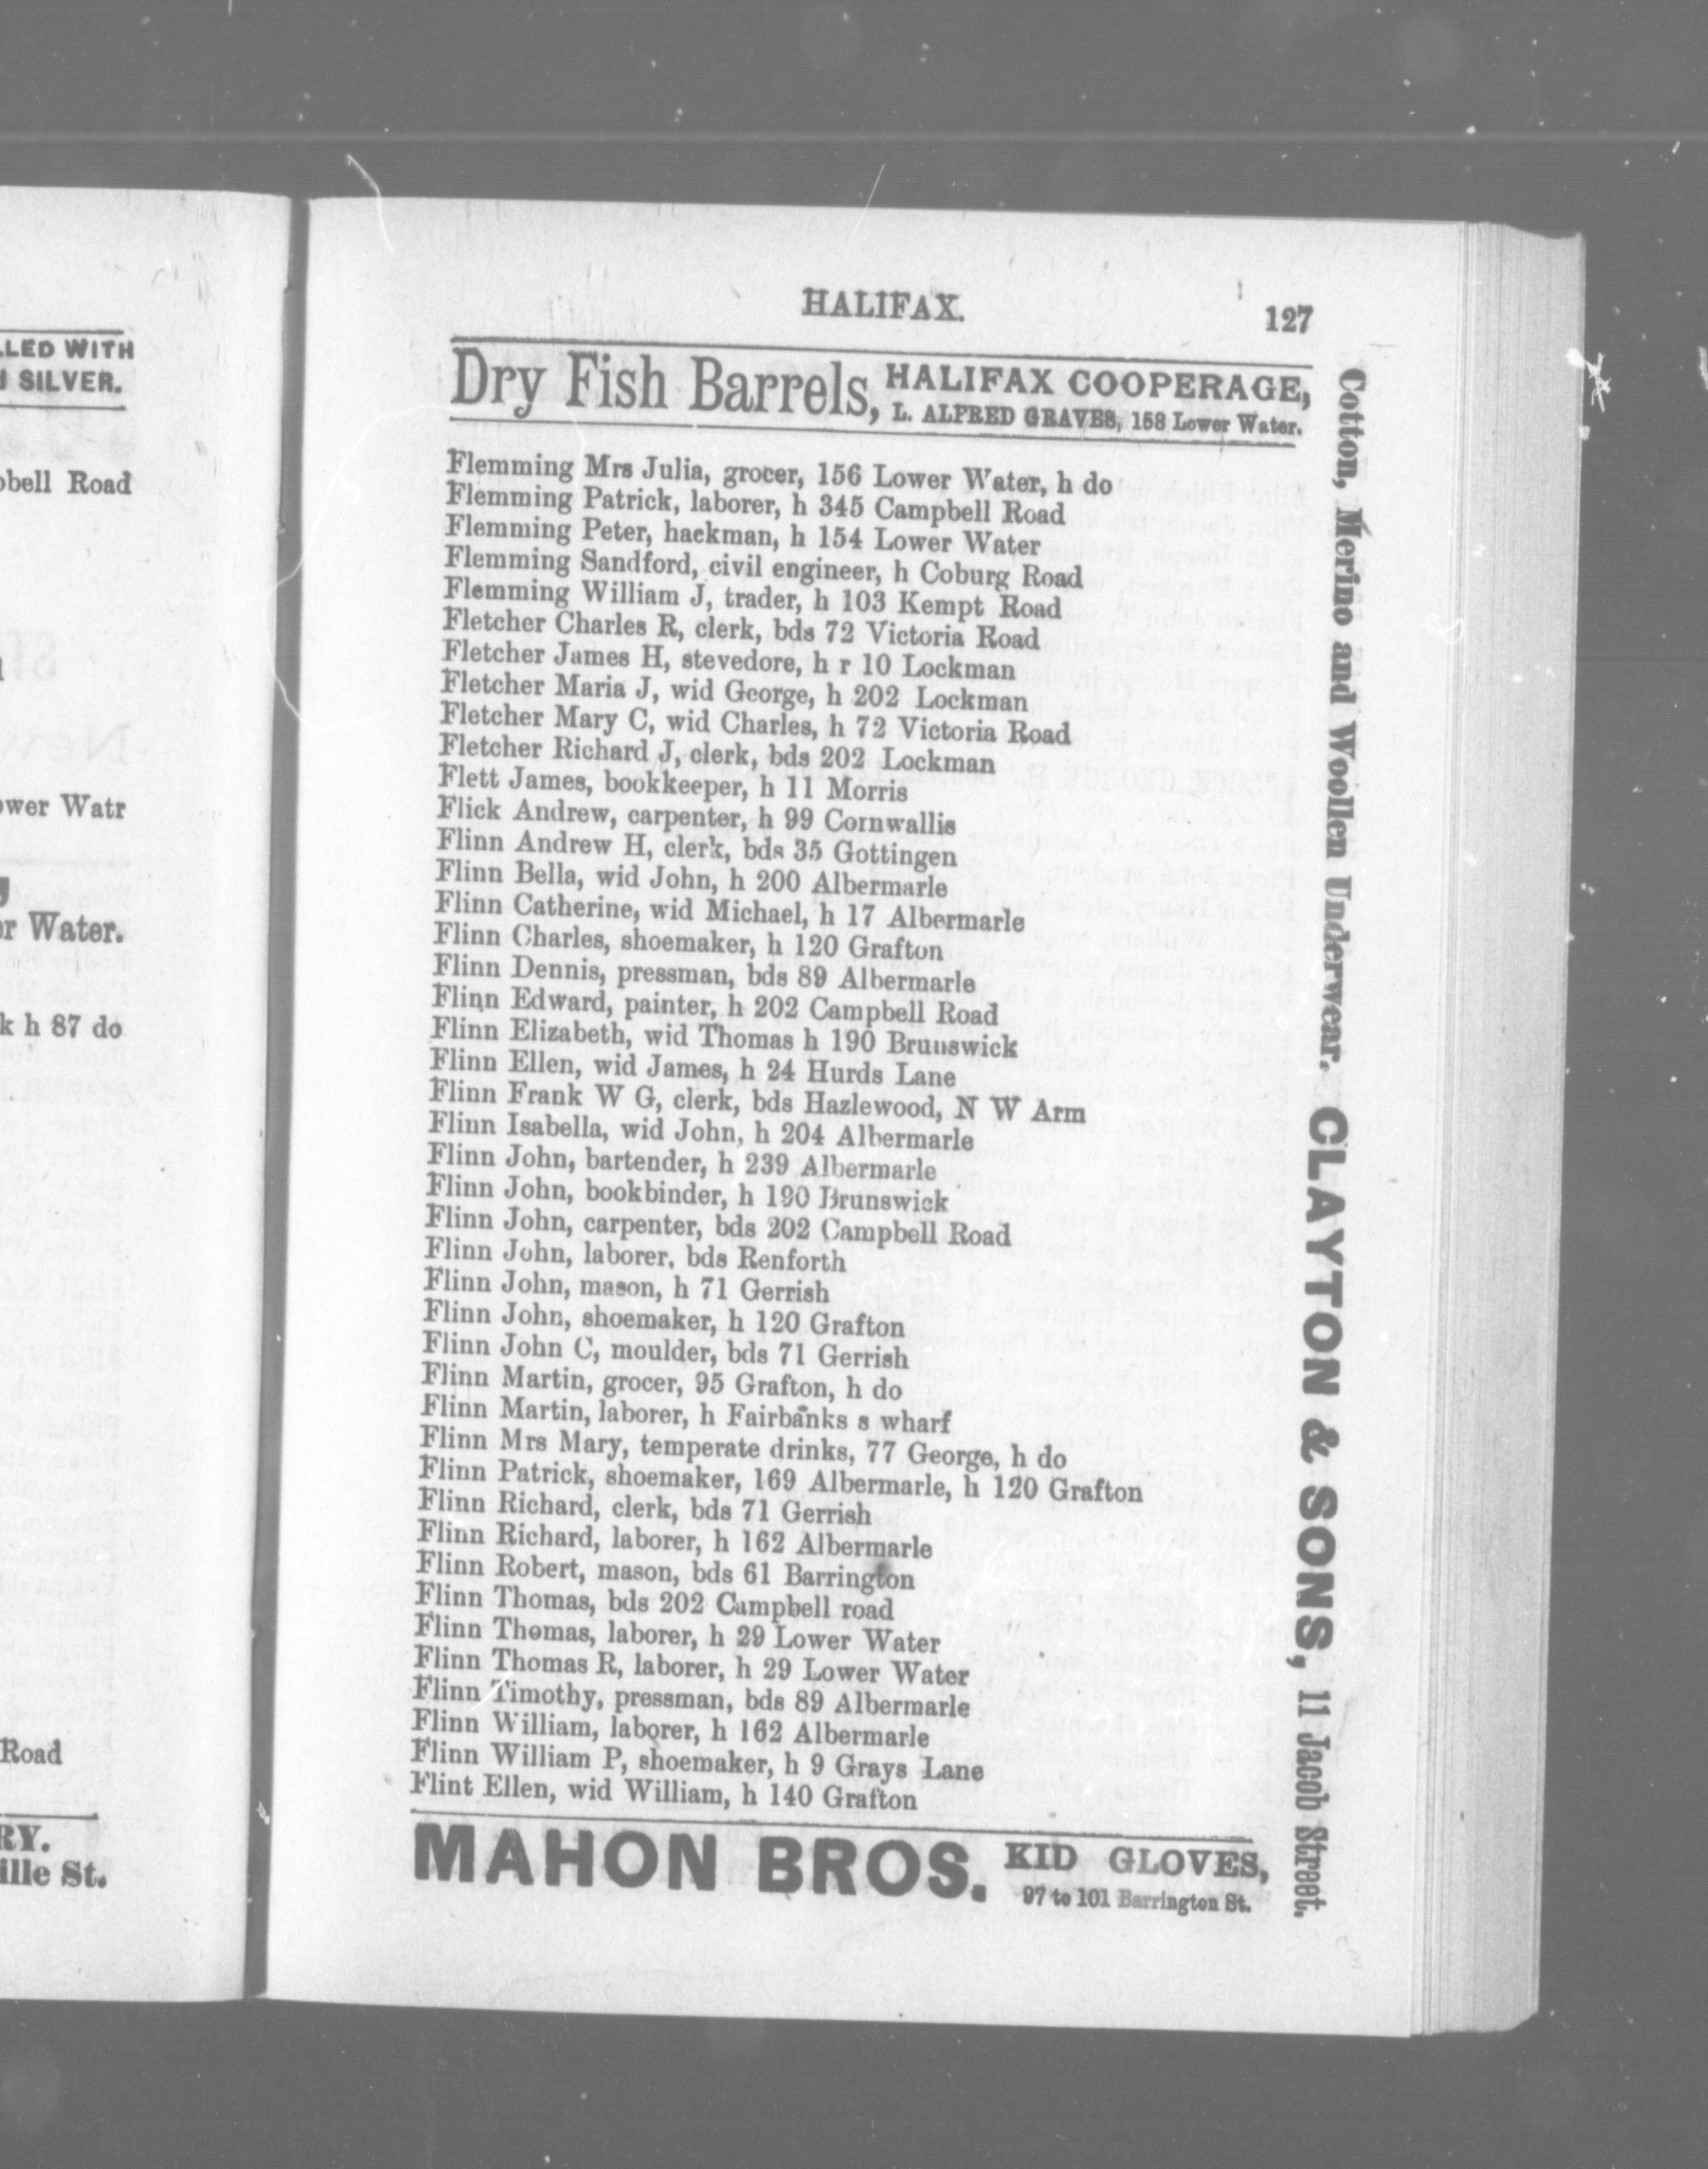 LLED WITH
SILVER.
bell Road
ower Watr
er Water.
k h 87 do
Road
RY.
ille St.
HALIFAX.
127
Dry Fish Barrels, HALIFAX COOPERAGE,
L. ALFRED GRAVES, 158 Lower Water.
Flemming Mrs Julia, grocer, 156 Lower Water, h do
Flemming Patrick, laborer, h 345 Campbell Road
Flemming Peter, hackman, h 154 Lower Water
Flemming Sandford, civil engineer, h Coburg Road
Flemming William J, trader, h 103 Kempt Road
Fletcher Charles R, clerk, bds 72 Victoria Road
Fletcher James H, stevedore, h r 10 Lockman
Fletcher Maria J, wid George, h 202 Lockman
Fletcher Mary C, wid Charles, h 72 Victoria Road
Fletcher Richard J, clerk, bds 202 Lockman
Flett James, bookkeeper, h 11 Morris
Flick Andrew, carpenter, h 99 Cornwallis
Flinn Andrew H, clerk, bds 35 Gottingen
Flinn Bella, wid John, h 200 Albermarle
Flinn Catherine, wid Michael, h 17 Albermarle
Flinn Charles, shoemaker, h 120 Grafton
Flinn Dennis, pressman, bds 89 Albermarle
Flinn Edward, painter, h 202 Campbell Road
Flinn Elizabeth, wid Thomas h 190 Brunswick
Flinn Ellen, wid James, h 24 Hurds Lane
Flinn Frank W G, clerk, bds Hazlewood, N W Arm
Flinn Isabella, wid John, h 204 Albermarle
Flinn John, bartender, h 239 Albermarle
Flinn John, bookbinder, h 190 Brunswick
Flinn John, carpenter, bds 202 Campbell Road
Flinn John, laborer, bds Renforth
Flinn John, mason, h 71 Gerrish
Flinn John, shoemaker, h 120 Grafton
Flinn John C, moulder, bds 71 Gerrish
Flinn Martin, grocer, 95 Grafton, h do
Flinn Martin, laborer, h Fairbanks s wharf
Flinn Mrs Mary, temperate drinks, 77 George, h do
Flinn Patrick, shoemaker, 169 Albermarle, h 120 Grafton
Flinn Richard, clerk, bds 71 Gerrish
Flinn Richard, laborer, h 162 Albermarle
Flinn Robert, mason, bds 61 Barrington
Flinn Thomas, bds 202 Campbell road
Flinn Thomas, laborer, h 29 Lower Water
Flinn Thomas R, laborer, h 29 Lower Water
Flinn Timothy, pressman, bds 89 Albermarle
Flinn William, laborer, h 162 Albermarle
Flinn William P, shoemaker, h 9 Grays Lane
Flint Ellen, wid William, h 140 Grafton
MAHON BROS. KID GLOVES,
97 to 101 Barrington St.
Cotton, Merino and Woollen Underwear. CLAYTON & SONS, 11 Jacob Street.